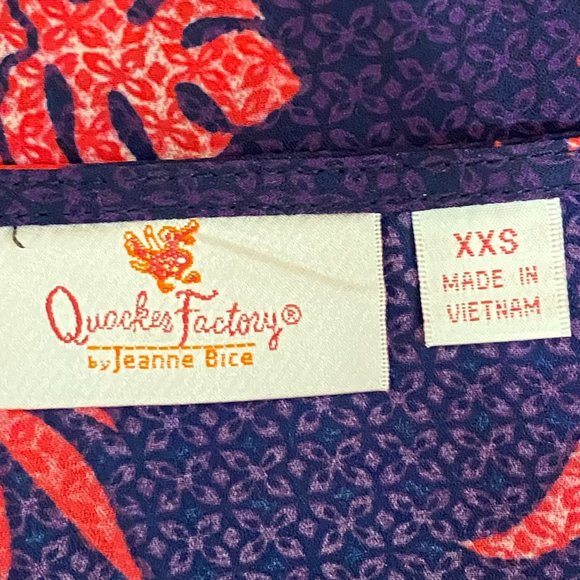 Quacker Factory®
by Jeanne Bice
XXS
MADE IN
VIETNAM